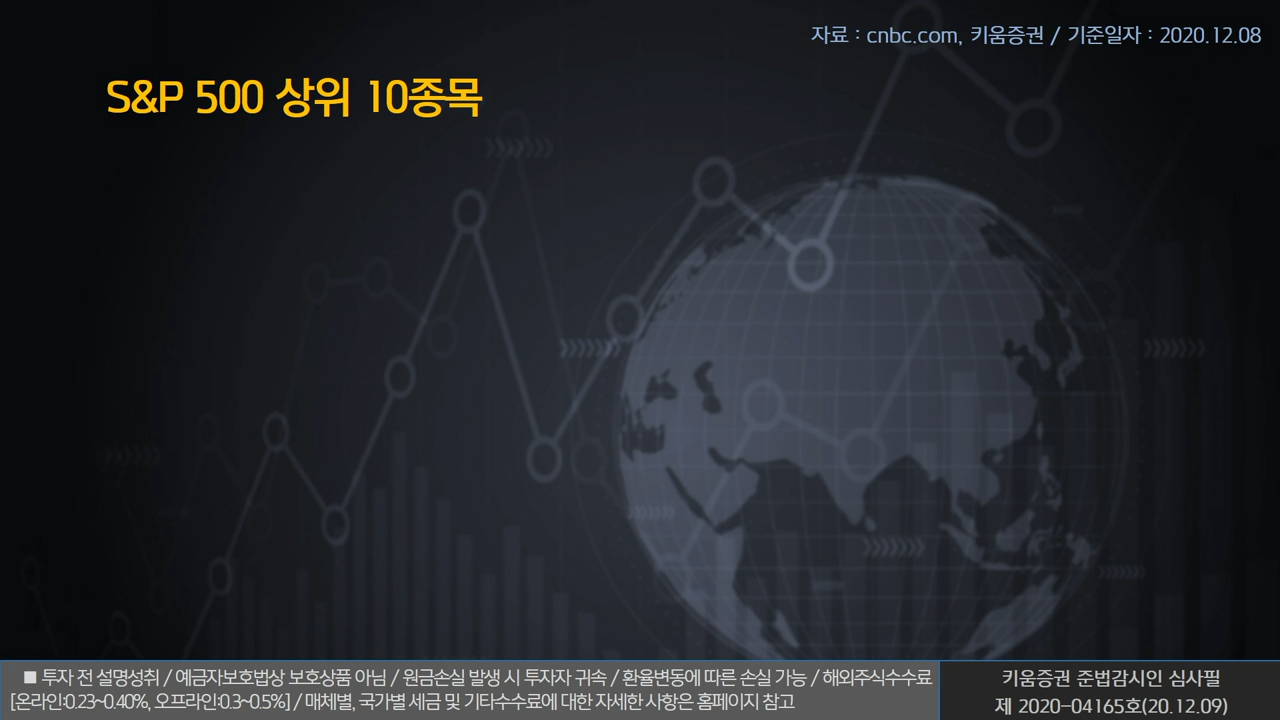 자료 : cnbc.com, 키움증권 / 기준일자 : 2020.12.08
S&P 500 상위 10종목
■ 투자 전 설명성취 / 예금자보호법상 보호상품 아님 / 원금손실 발생 시 투자자 귀속 / 환율변동에 따른 손실 가능 / 해외주식수수료
[온라인:0.23~0.40%, 오프라인:0.3~0.5%] / 매체별, 국가별 세금 및 기타수수료에 대한 자세한 사항은 홈페이지 참고
키움증권 준법감시인 심사필
제 2020-04165호(20.12.09)